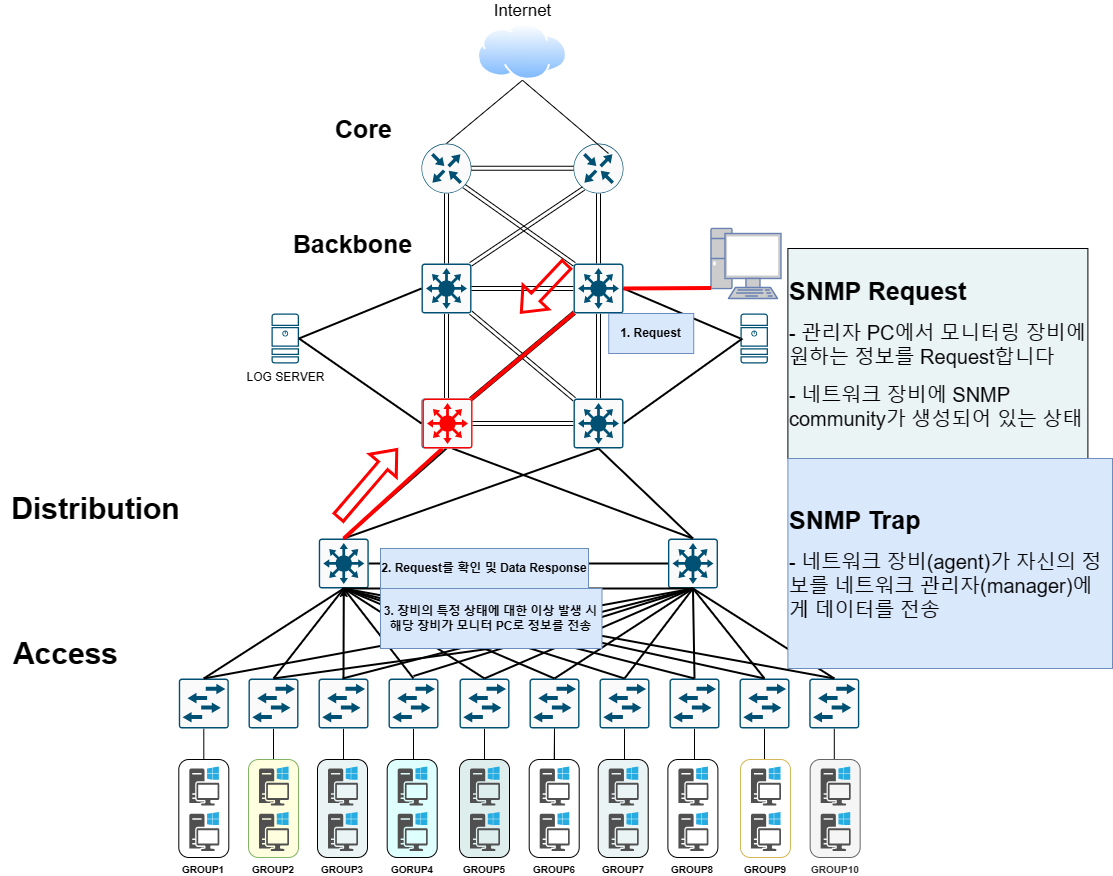 Internet
Core
Backbone
SNMP Request
- 관리자 PC에서 모니터링 장비에
원하는 정보를 Request합니다
- 네트워크 장비에 SNMP
community가 생성되어 있는 상태
1. Request
LOG SERVER
Distribution
SNMP Trap
- 네트워크 장비(agent)가 자신의 정
보를 네트워크 관리자(manager)에
게 데이터를 전송
2. Request를 확인 및 Data Response
3. 장비의 특정 상태에 대한 이상 발생 시
해당 장비가 모니터 PC로 정보를 전송
Access
GROUP1
GROUP2
GROUP3
GORUP4
GROUP5
GROUP6
GROUP7
GROUP8
GROUP9
GROUP10